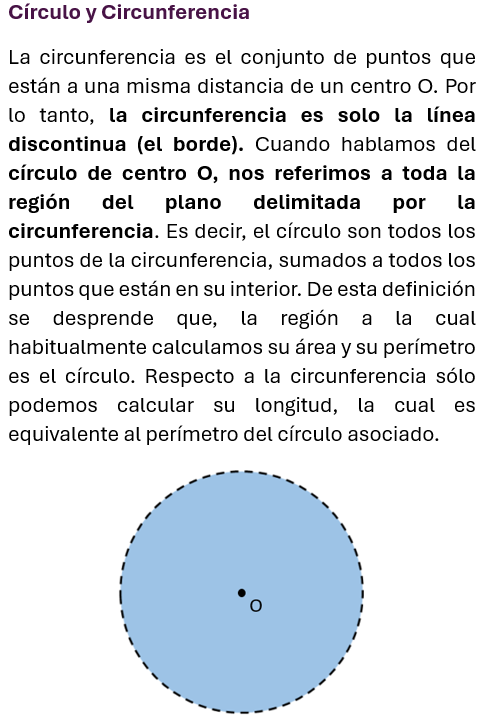 Círculo y Circunferencia
La circunferencia es el conjunto de puntos que
están a una misma distancia de un centro O. Por
lo tanto, la circunferencia es solo la línea
discontinua (el borde). Cuando hablamos del
círculo de centro O, nos referimos a toda la
región del plano delimitada por la
circunferencia. Es decir, el círculo son todos los
puntos de la circunferencia, sumados a todos los
puntos que están en su interior. De esta definición
se desprende que, la región a la cual
habitualmente calculamos su área y su perímetro
es el círculo. Respecto a la circunferencia sólo
podemos calcular su longitud, la cual es
equivalente al perímetro del círculo asociado.
O